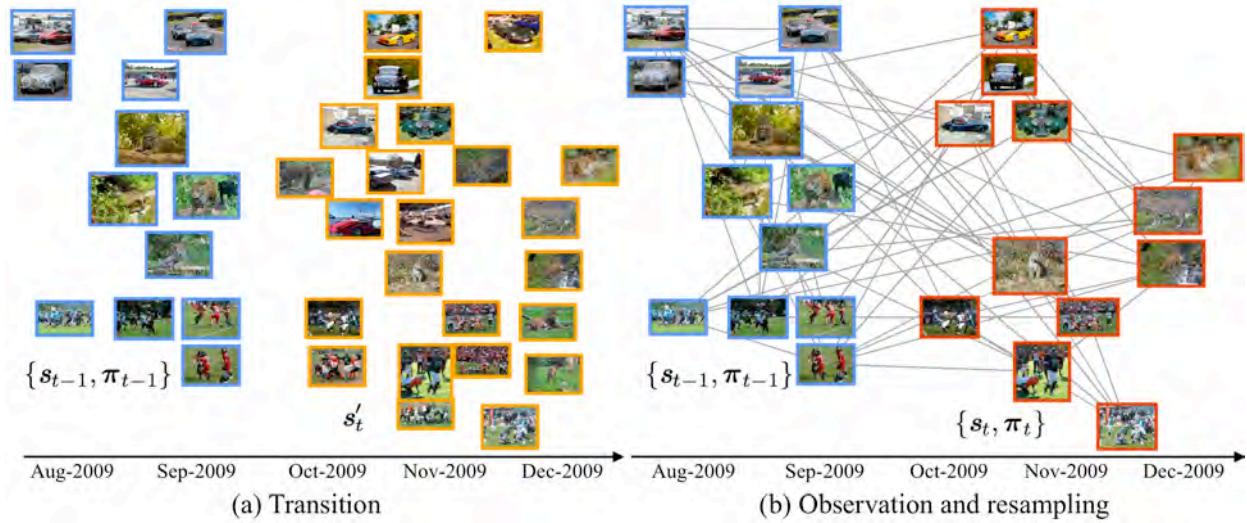 {s_{t−1}, π_{t−1}}
s′_t
Aug-2009 Sep-2009 Oct-2009 Nov-2009 Dec-2009
(a) Transition
{s_{t−1}, π_{t−1}}
{s_t, π_t}
Aug-2009 Sep-2009 Oct-2009 Nov-2009 Dec-2009
(b) Observation and resampling